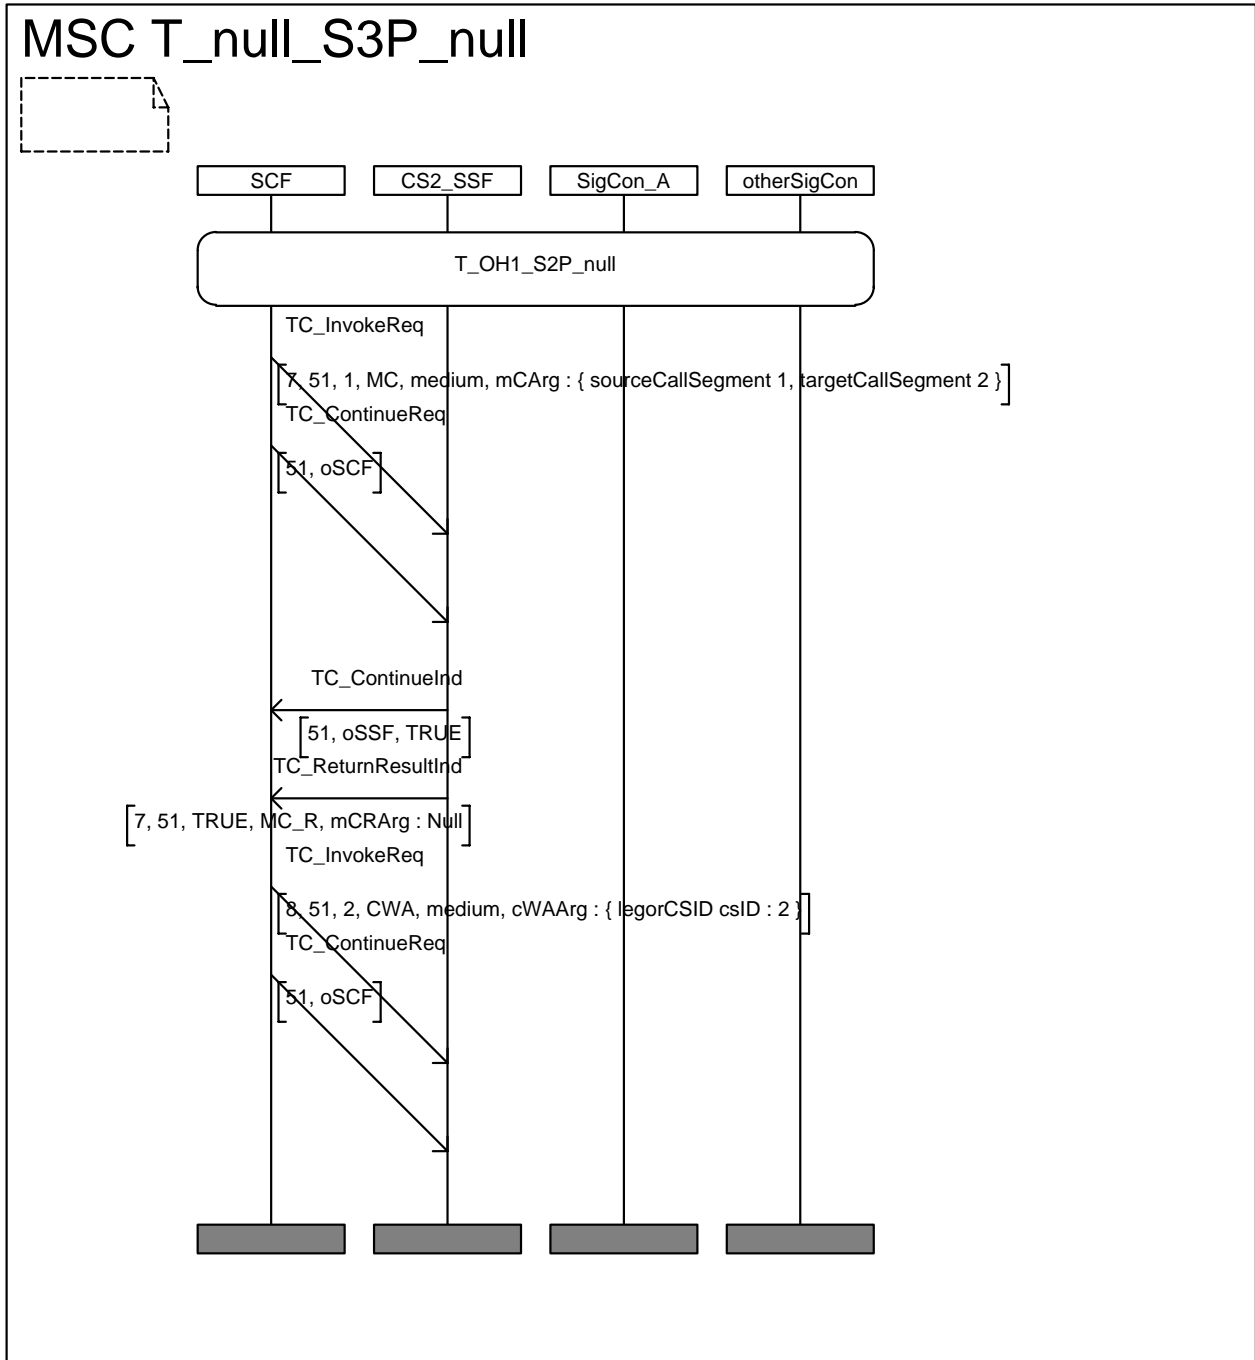 MSC T_null_S3P_null
SCF
CS2_SSF
SigCon_A
otherSigCon
T_OH1_S2P_null
TC_InvokeReq
7, 51, 1, MC, medium, mCArg : { sourceCallSegment 1, targetCallSegment 2 }
TC_ContinueReq
51, oSCF
TC_ContinueInd
51, oSSF, TRUE
TC_ReturnResultInd
7, 51, TRUE, MC_R, mCRArg : Null
TC_InvokeReq
8, 51, 2, CWA, medium, cWAArg : { legorCSID csID : 2 }
TC_ContinueReq
51, oSCF